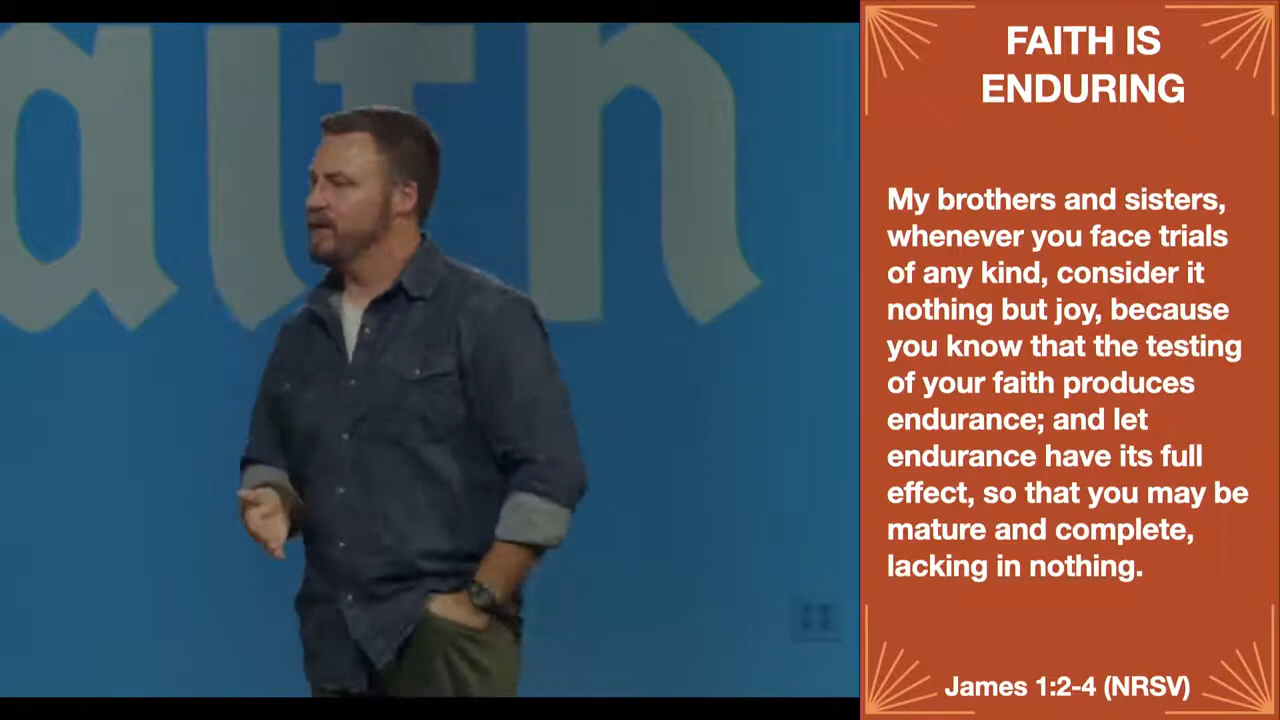 aith
FAITH IS
ENDURING
My brothers and sisters,
whenever you face trials
of any kind, consider it
nothing but joy, because
you know that the testing
of your faith produces
endurance; and let
endurance have its full
effect, so that you may be
mature and complete,
lacking in nothing.
James 1:2-4 (NRSV)